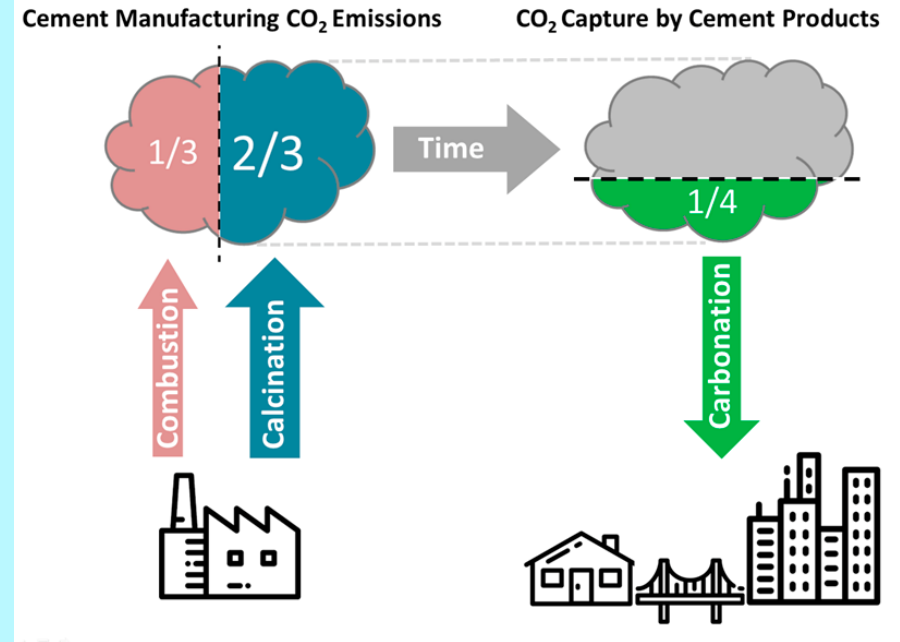 Cement Manufacturing CO₂ Emissions
CO₂ Capture by Cement Products
1/3
2/3
Time
1/4
Combustion
Calcination
Carbonation